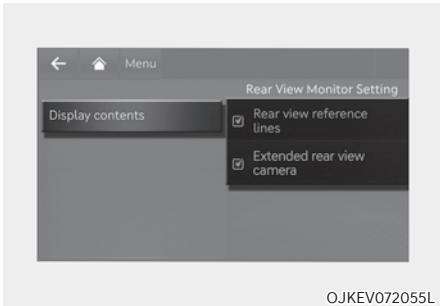 Menu
Rear View Monitor Setting
Display contents
Rear view reference
lines
Extended rear view
camera
OJKEV072055L